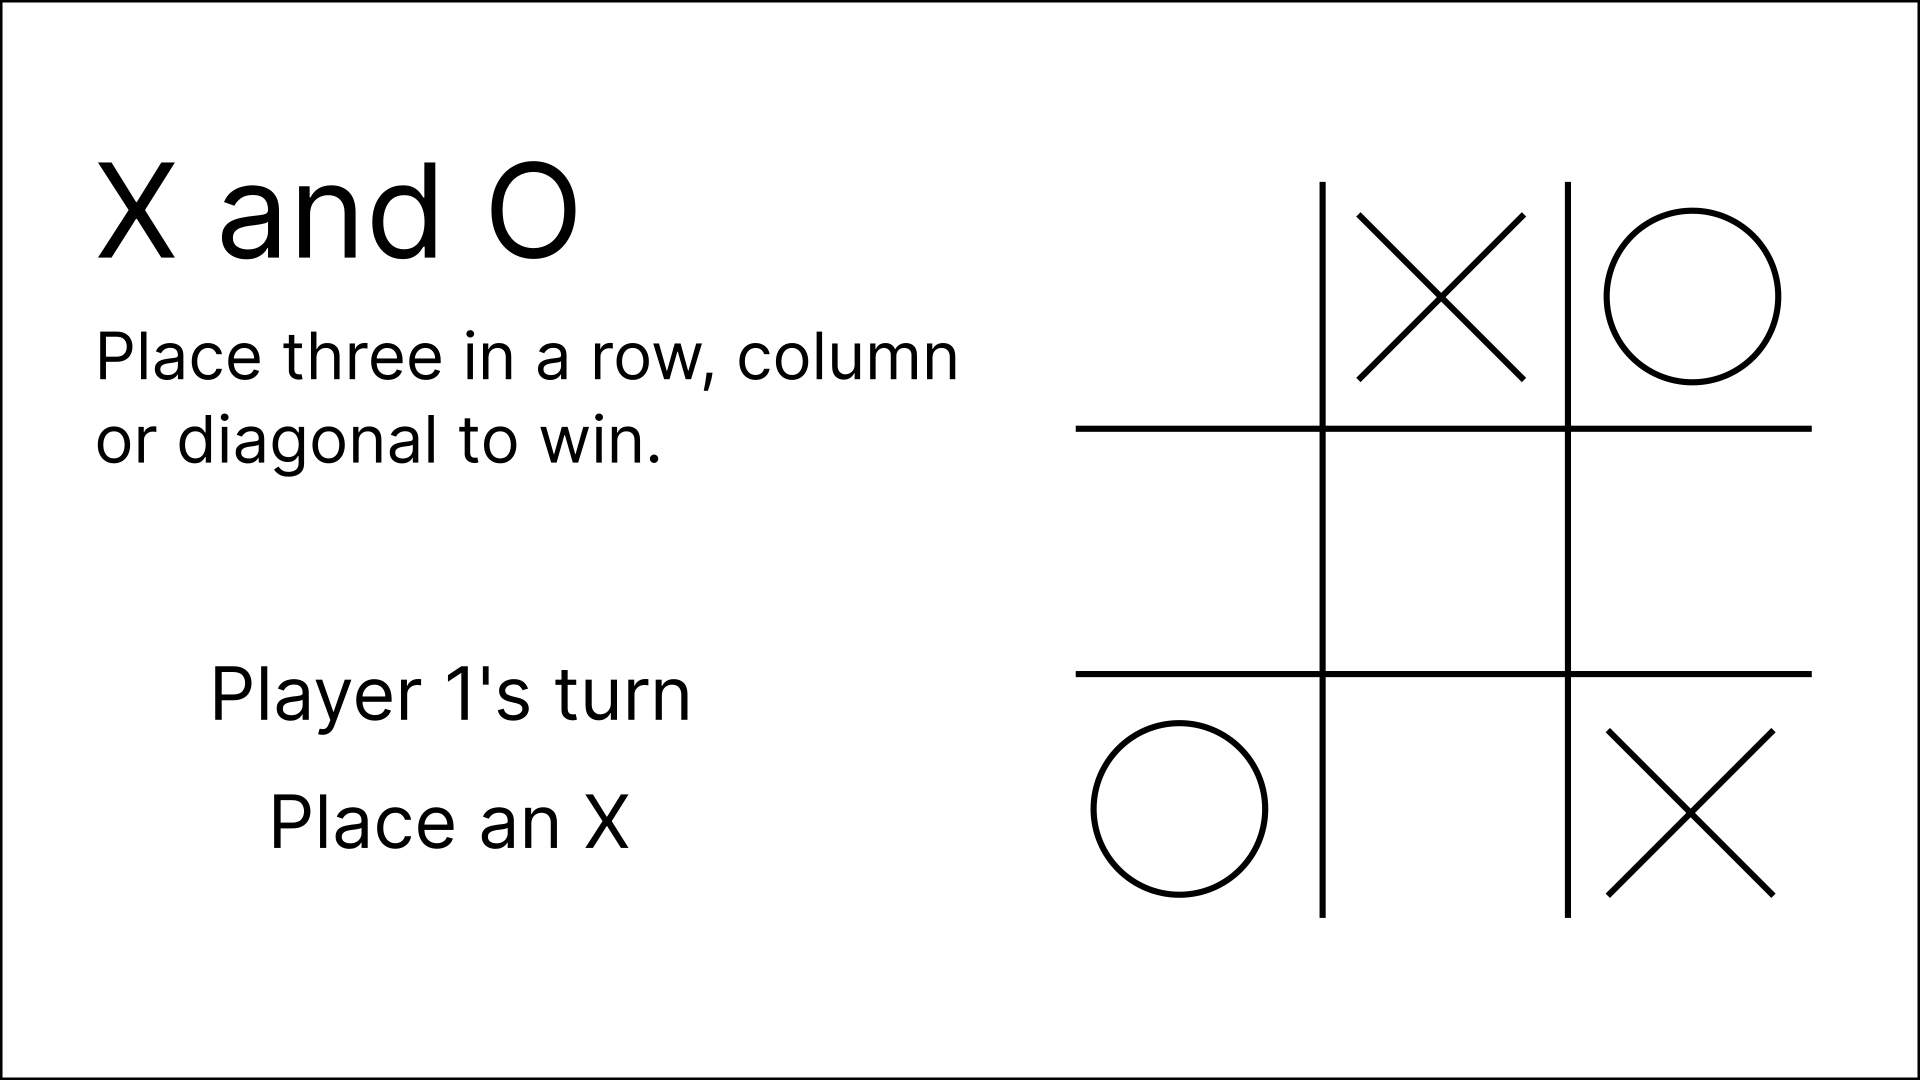 X and O
Place three in a row, column
or diagonal to win.
Player 1's turn
Place an X